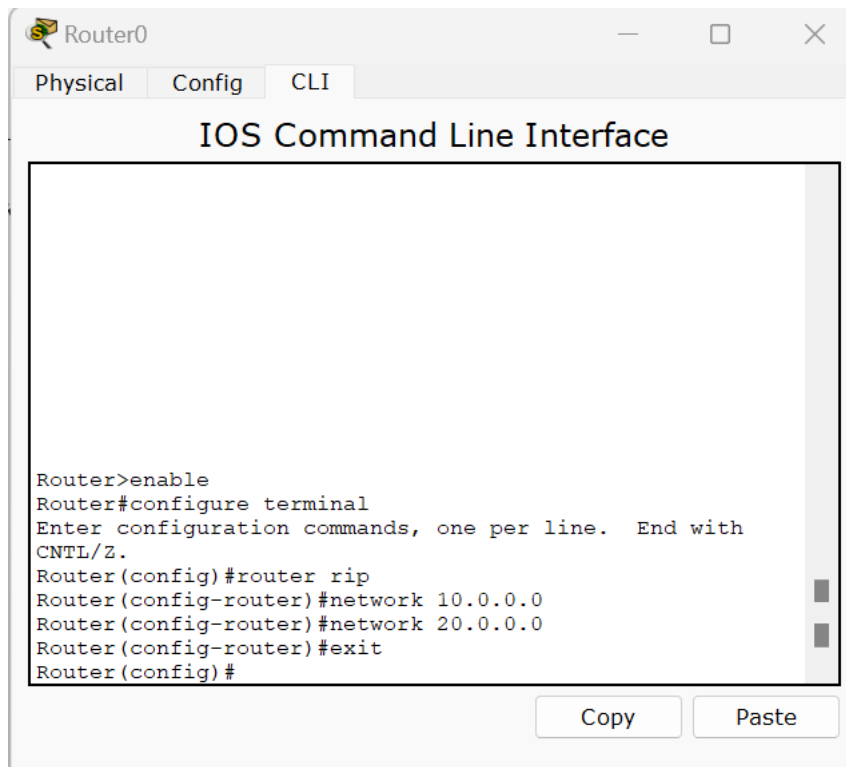 Router0
Physical Config CLI
IOS Command Line Interface
Router>enable
Router#configure terminal
Enter configuration commands, one per line.  End with
CNTL/Z.
Router(config)#router rip
Router(config-router)#network 10.0.0.0
Router(config-router)#network 20.0.0.0
Router(config-router)#exit
Router(config)#
Copy Paste